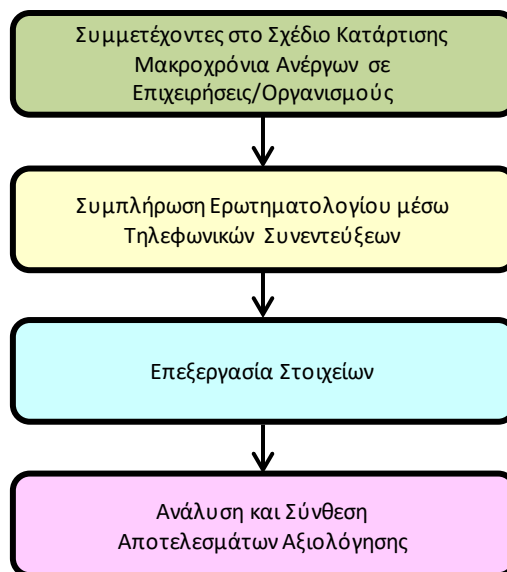 Συμμετέχοντες στο Σχέδιο Κατάρτισης
Μακροχρόνια Ανέργων σε
Επιχειρήσεις/Οργανισμούς
Συμπλήρωση Ερωτηματολογίου μέσω
Τηλεφωνικών Συνεντεύξεων
Επεξεργασία Στοιχείων
Ανάλυση και Σύνθεση
Αποτελεσμάτων Αξιολόγησης